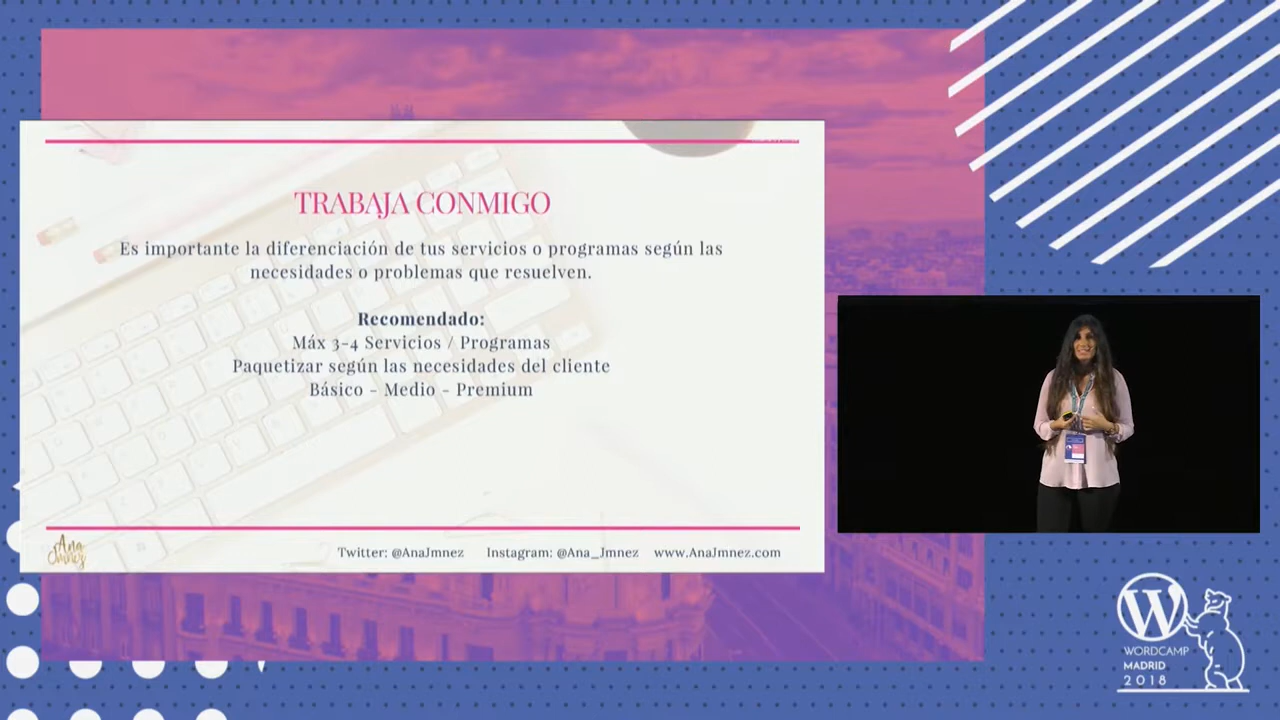 TRABAJA CONMIGO
Es importante la diferenciación de tus servicios o programas según las
necesidades o problemas que resuelven.
Recomendado:
Máx 3-4 Servicios / Programas
Paquetizar según las necesidades del cliente
Básico - Medio - Premium
Ana
Jmnez
Twitter: @AnaJmnez Instagram: @Ana_Jmnez www.AnaJmnez.com
WORDCAMP
MADRID
2018